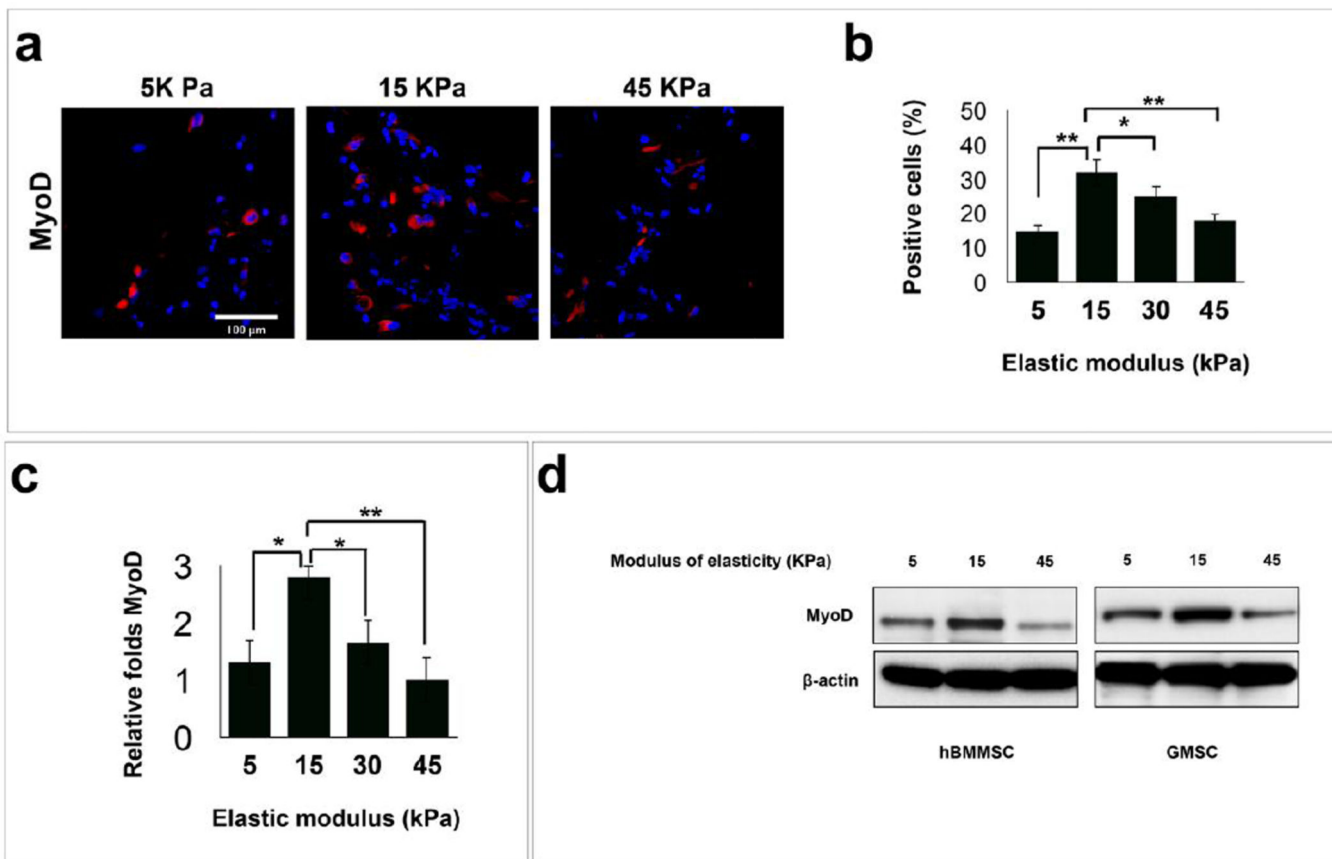 a
5K Pa 15 KPa 45 KPa
MyoD
100 µm
b
Positive cells (%)
50
40
30
20
10
0
** * **
5 15 30 45
Elastic modulus (kPa)
c
Relative folds MyoD
3
2
1
0
* * **
5 15 30 45
Elastic modulus (kPa)
d
Modulus of elasticity (KPa) 5 15 45 5 15 45
MyoD
β-actin
hBMMSC GMSC